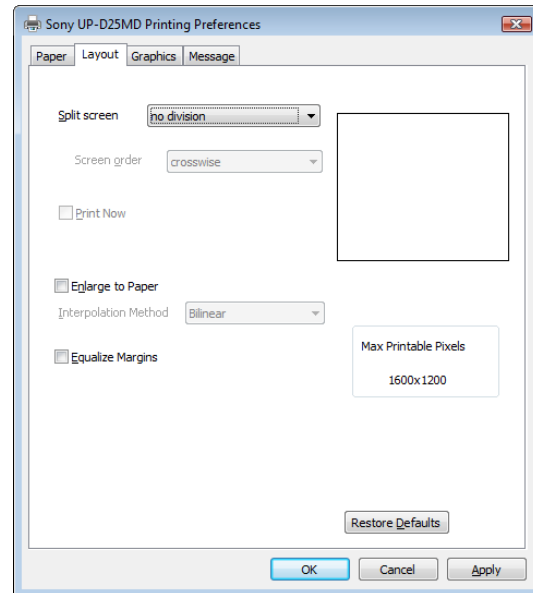 Sony UP-D25MD Printing Preferences
Paper Layout Graphics Message
Split screen no division
Screen order crosswise
Print Now
Enlarge to Paper
Interpolation Method Bilinear
Equalize Margins
Max Printable Pixels
1600x1200
Restore Defaults
OK Cancel Apply